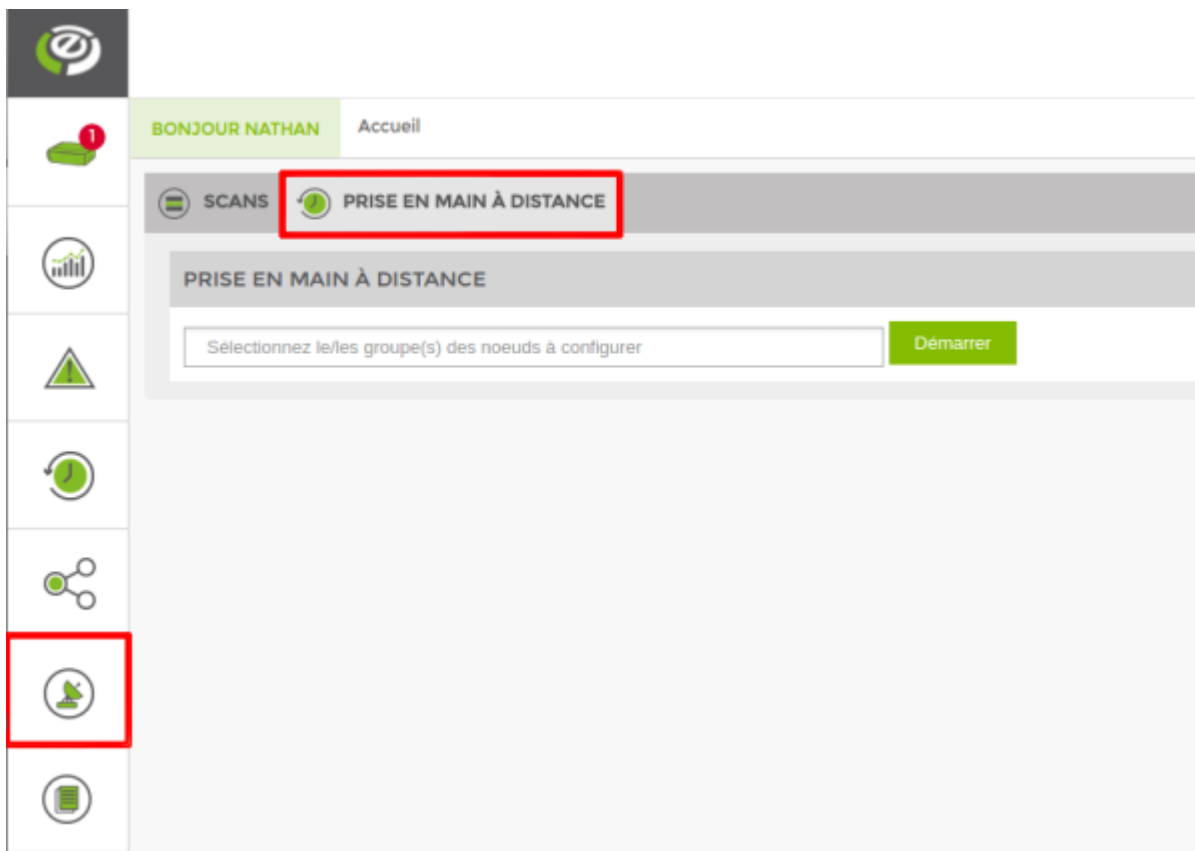 1
BONJOUR NATHAN Accueil
SCANS PRISE EN MAIN À DISTANCE
PRISE EN MAIN À DISTANCE
Sélectionnez le/les groupe(s) des noeuds à configurer Démarrer